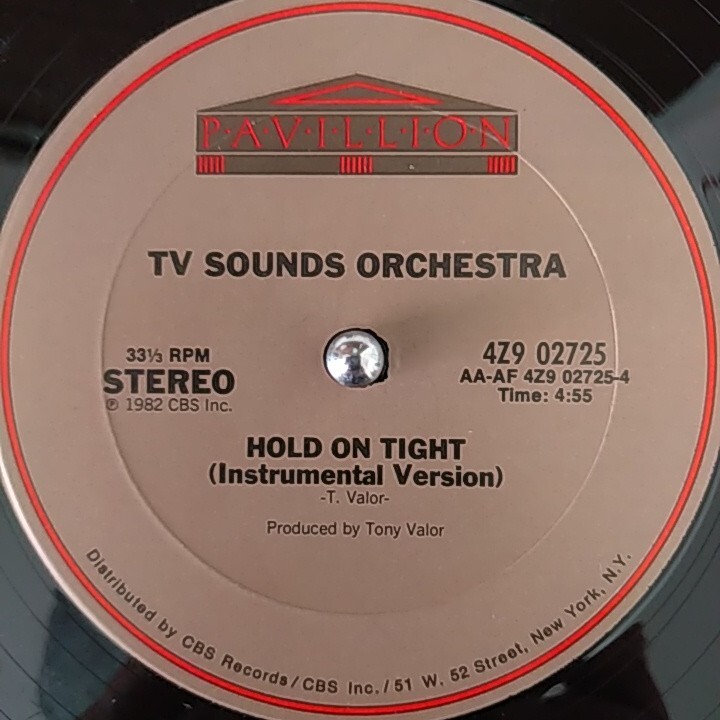 P·A·V·I·L·L·I·O·N
TV SOUNDS ORCHESTRA
33⅓ RPM
STEREO
℗ 1982 CBS Inc.
4Z9 02725
AA-AF 4Z9 02725-4
Time: 4:55
HOLD ON TIGHT
(Instrumental Version)
-T. Valor-
Produced by Tony Valor
Distributed by CBS Records/CBS Inc./51 W. 52 Street, New York, N.Y.